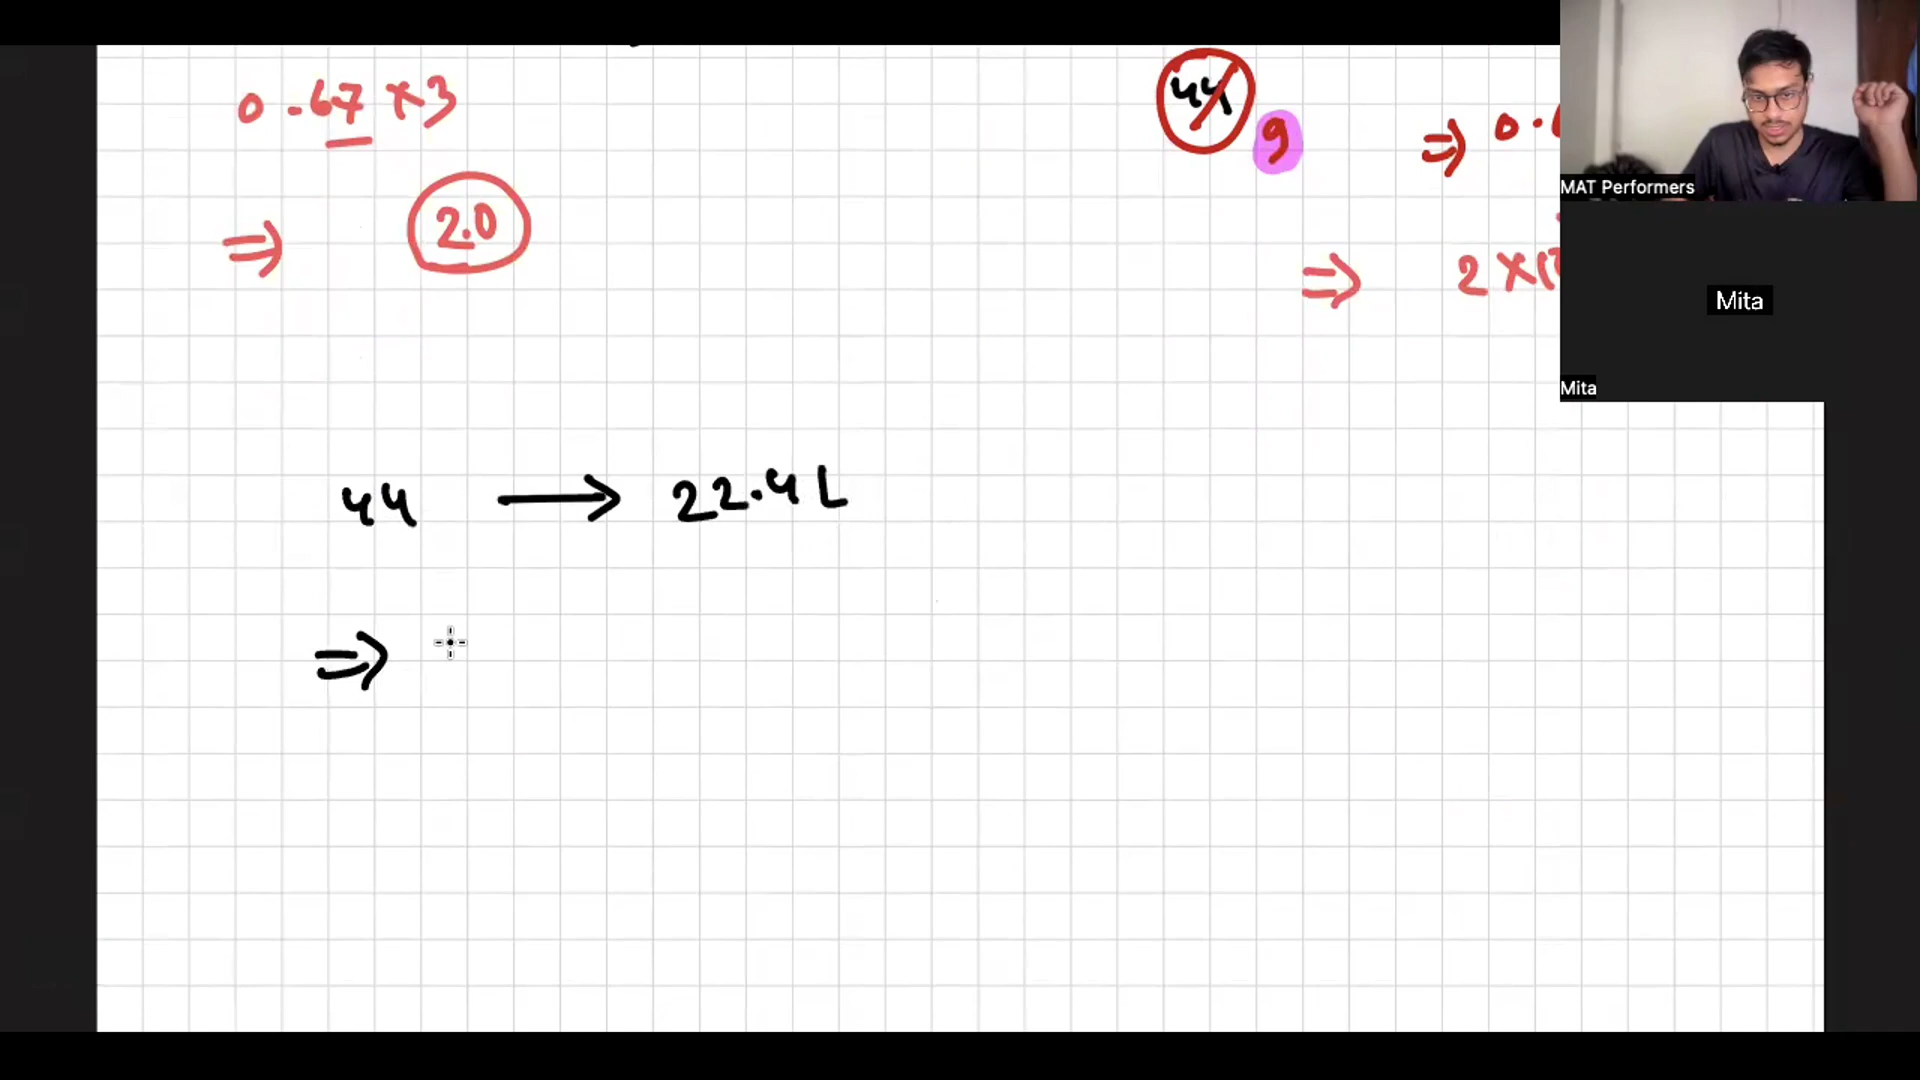 0.67 x 3
⇒ 2.0
44
9
⇒ 0.
⇒ 2 X
44 → 22.4 L
⇒
MAT Performers
Mita
Mita